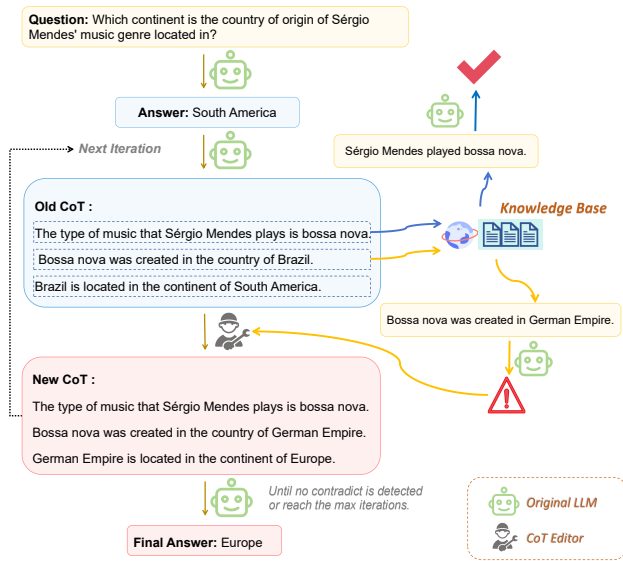 Question: Which continent is the country of origin of Sérgio
Mendes' music genre located in?
Answer: South America
Next Iteration
Sérgio Mendes played bossa nova.
Old CoT :
The type of music that Sérgio Mendes plays is bossa nova
Bossa nova was created in the country of Brazil.
Brazil is located in the continent of South America.
Knowledge Base
Bossa nova was created in German Empire.
New CoT :
The type of music that Sérgio Mendes plays is bossa nova.
Bossa nova was created in the country of German Empire.
German Empire is located in the continent of Europe.
Until no contradict is detected
or reach the max iterations.
Final Answer: Europe
Original LLM
CoT Editor